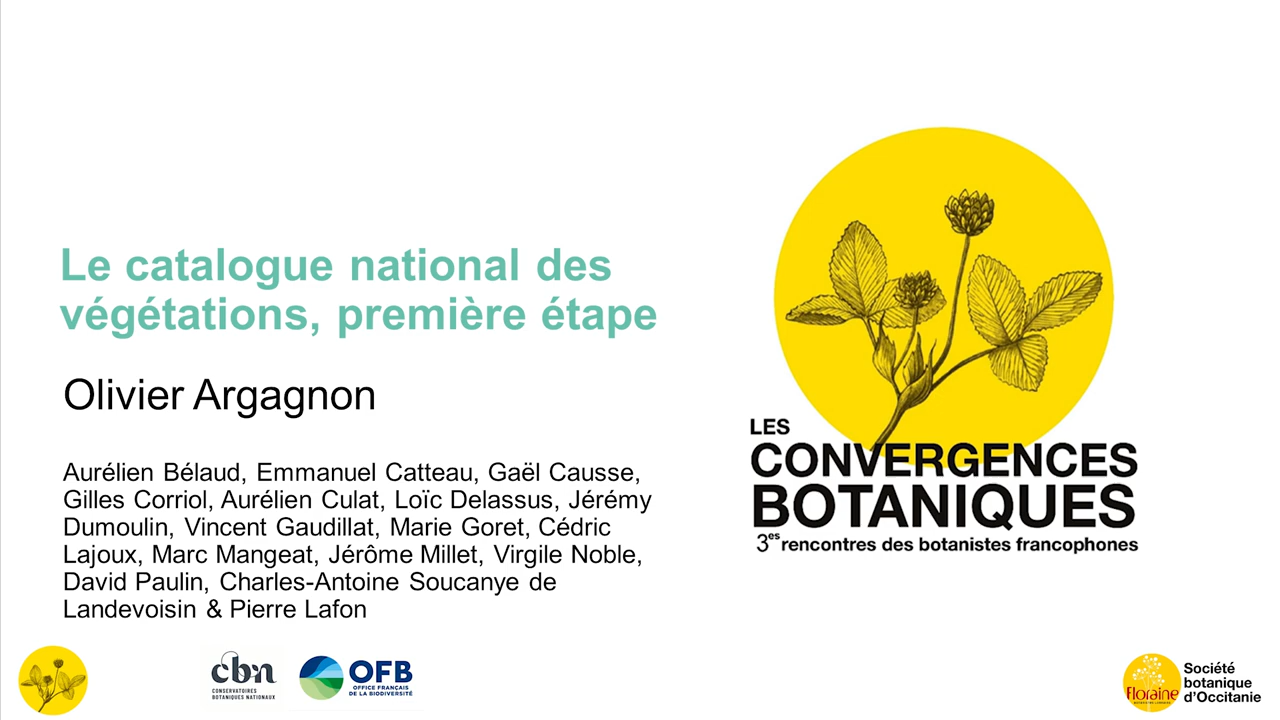 Le catalogue national des
végétations, première étape
Olivier Argagnon
Aurélien Bélaud, Emmanuel Catteau, Gaël Causse,
Gilles Corriol, Aurélien Culat, Loïc Delassus, Jérémy
Dumoulin, Vincent Gaudillat, Marie Goret, Cédric
Lajoux, Marc Mangeat, Jérôme Millet, Virgile Noble,
David Paulin, Charles-Antoine Soucanye de
Landevoisin & Pierre Lafon
LES
CONVERGENCES
BOTANIQUES
3es rencontres des botanistes francophones
cbn
CONSERVATOIRES
BOTANIQUES NATIONAUX
OFB
OFFICE FRANÇAIS
DE LA BIODIVERSITÉ
Floraine
Société
botanique
d'Occitanie